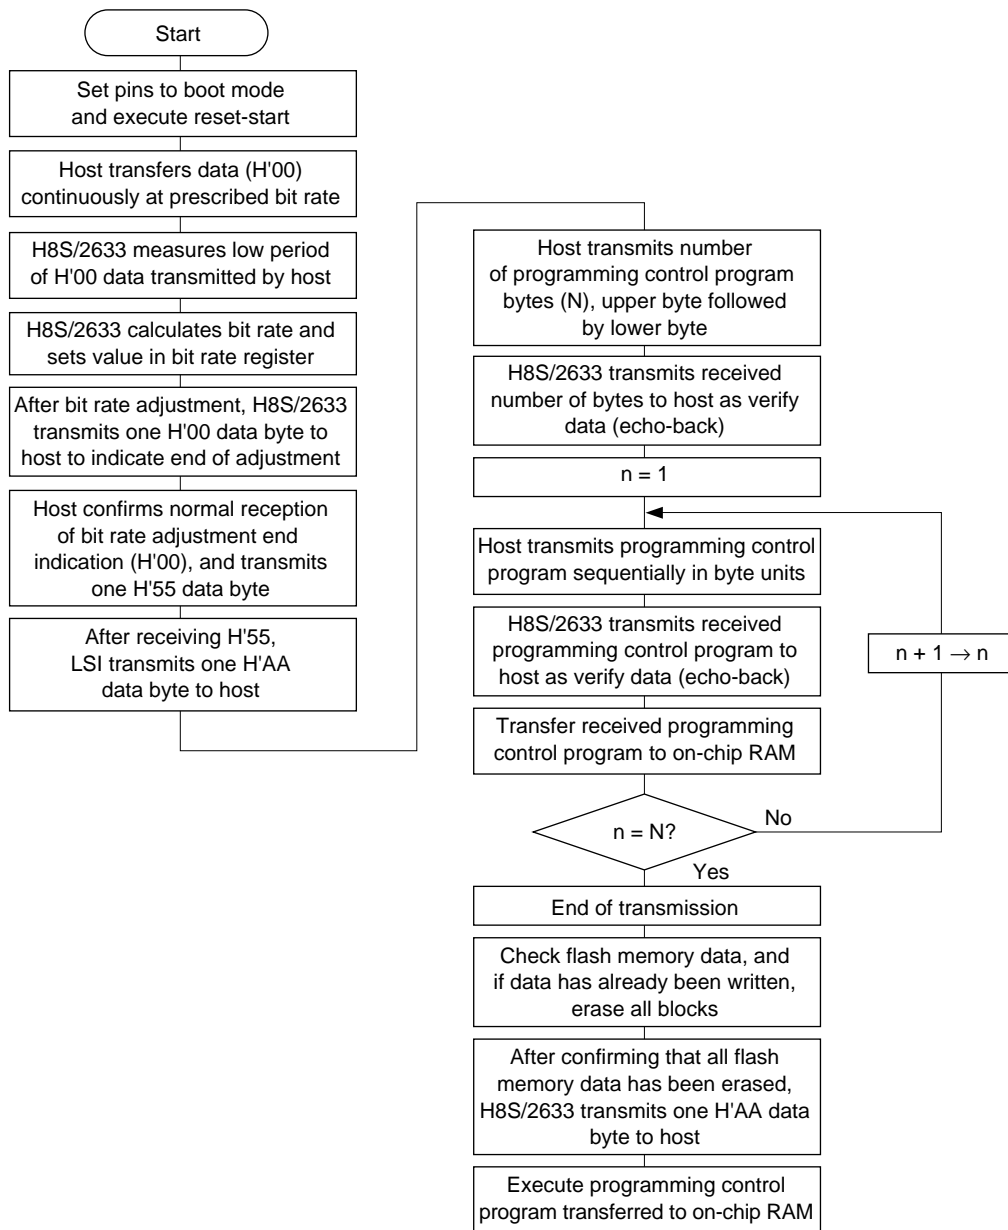 Start
Set pins to boot mode
and execute reset-start
Host transfers data (H'00)
continuously at prescribed bit rate
H8S/2633 measures low period
of H'00 data transmitted by host
H8S/2633 calculates bit rate and
sets value in bit rate register
After bit rate adjustment, H8S/2633
transmits one H'00 data byte to
host to indicate end of adjustment
Host confirms normal reception
of bit rate adjustment end
indication (H'00), and transmits
one H'55 data byte
After receiving H'55,
LSI transmits one H'AA
data byte to host
Host transmits number
of programming control program
bytes (N), upper byte followed
by lower byte
H8S/2633 transmits received
number of bytes to host as verify
data (echo-back)
n = 1
Host transmits programming control
program sequentially in byte units
H8S/2633 transmits received
programming control program to
host as verify data (echo-back)
n + 1 → n
Transfer received programming
control program to on-chip RAM
n = N?
No
Yes
End of transmission
Check flash memory data, and
if data has already been written,
erase all blocks
After confirming that all flash
memory data has been erased,
H8S/2633 transmits one H'AA data
byte to host
Execute programming control
program transferred to on-chip RAM